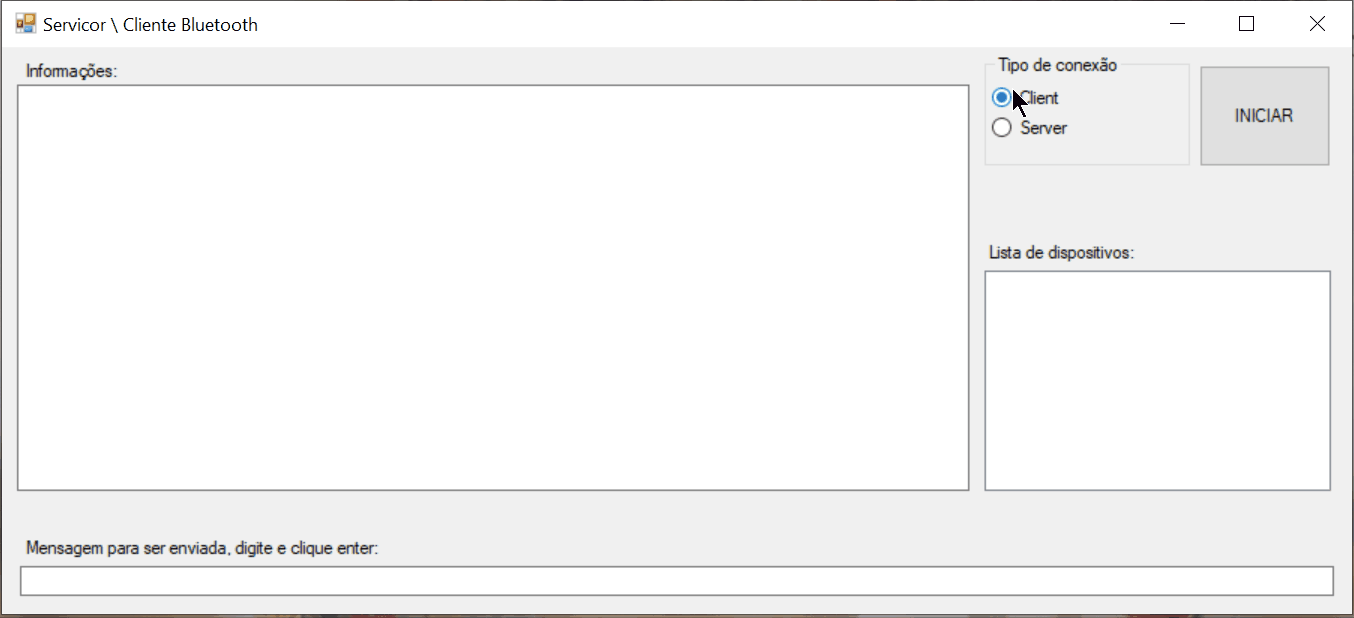 Servicor \ Cliente Bluetooth
Informações:
Tipo de conexão
Client
Server
INICIAR
Lista de dispositivos:
Mensagem para ser enviada, digite e clique enter: